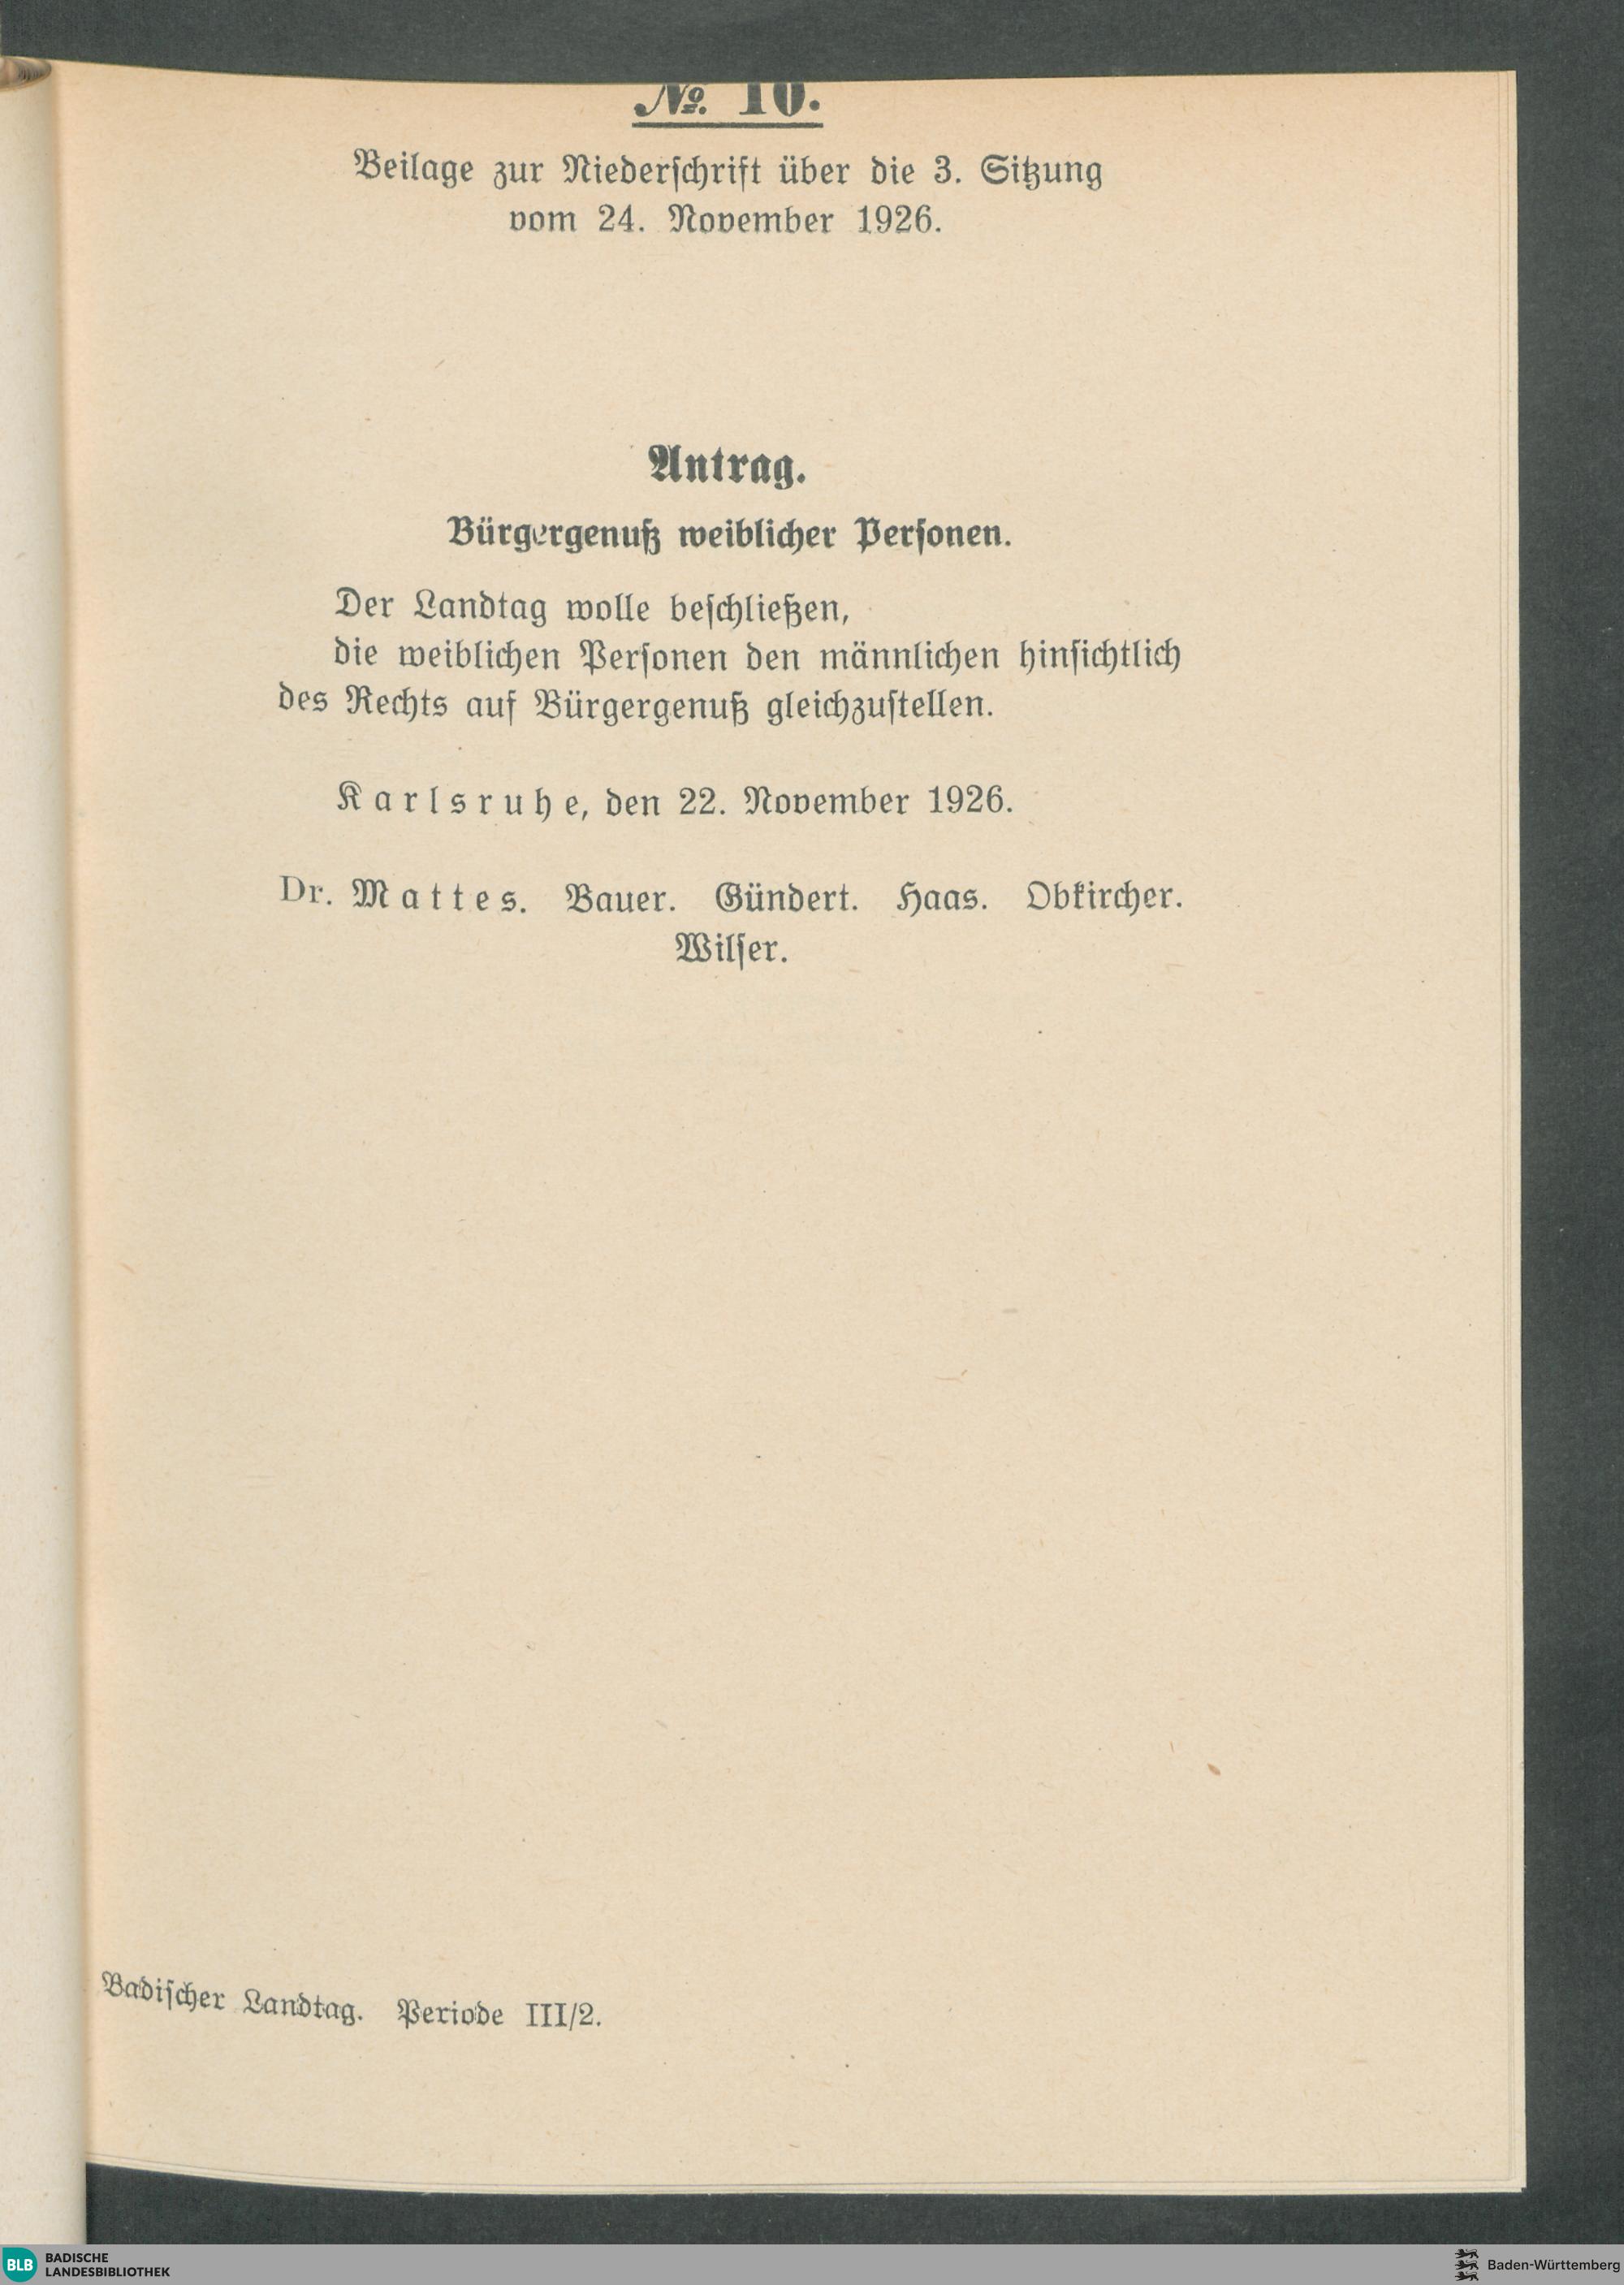 № 10.
Beilage zur Niederschrift über die 3. Sitzung
vom 24. November 1926.
Antrag.
Bürgergenuß weiblicher Personen.
Der Landtag wolle beschließen,
die weiblichen Personen den männlichen hinsichtlich
des Rechts auf Bürgergenuß gleichzustellen.
Karlsruhe, den 22. November 1926.
Dr. Mattes. Bauer. Gündert. Haas. Obkircher.
Wilser.
Badischer Landtag. Periode III/2.
BLB BADISCHE
LANDESBIBLIOTHEK
Baden-Württemberg